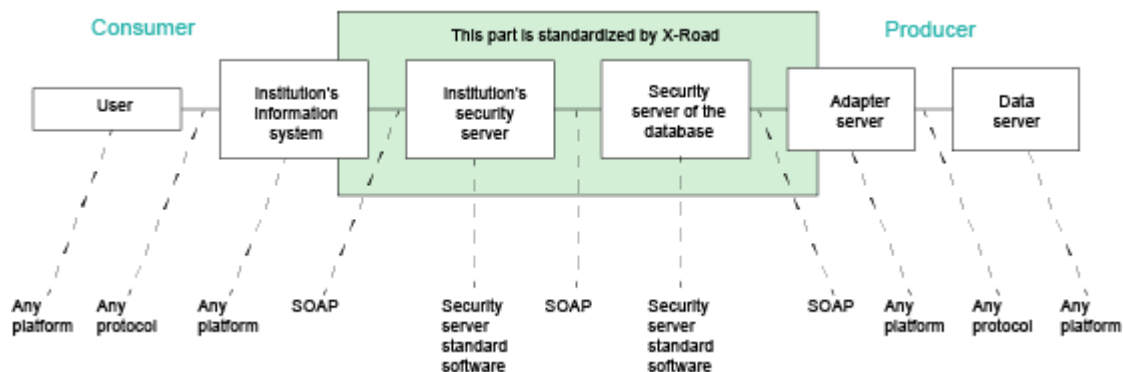 Consumer
This part is standardized by X-Road
Producer
User
Institution's
information
system
Institution's
security
server
Security
server of the
database
Adapter
server
Data
server
Any
platform
Any
protocol
Any
platform
SOAP
Security
server
standard
software
SOAP
Security
server
standard
software
SOAP
Any
platform
Any
protocol
Any
platform